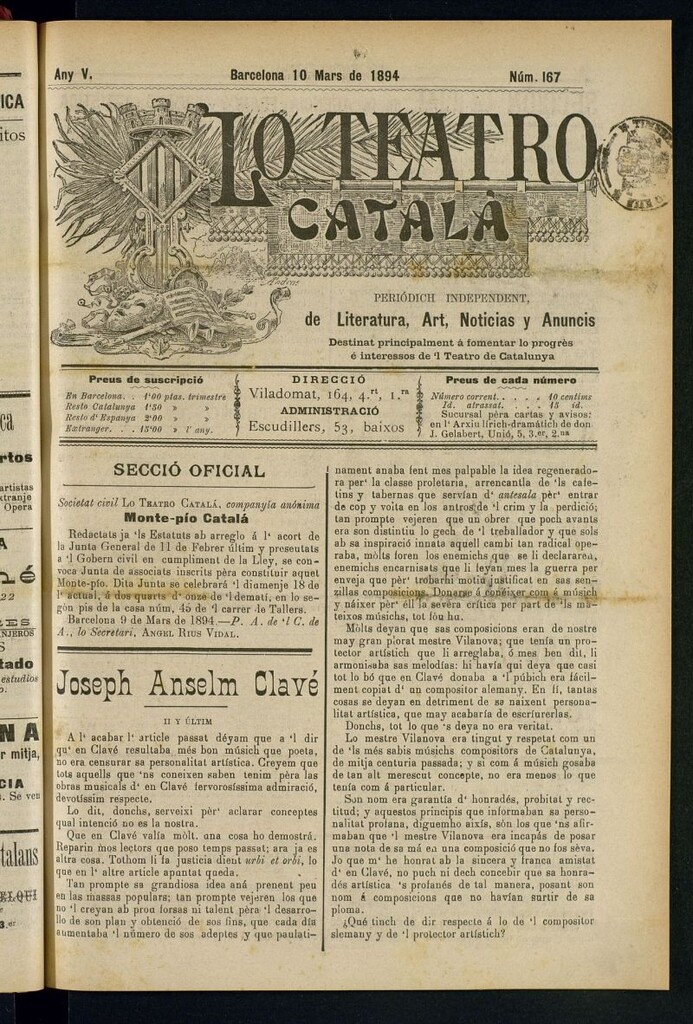 Any V.
Barcelona 10 Mars de 1894
Núm. 167
LO TEATRO
CATALÀ
PERIÓDICH INDEPENDENT,
de Literatura, Art, Noticias y Anuncis
Destinat principalment á fomentar lo progrès
é interessos de 'l Teatro de Catalunya
Preus de suscripció
En Barcelona. . 1'00 ptas. trimestre
Resto Catalunya 1'50 » »
Resto d' Espanya 2'00 » »
Extranger. . . 15'00 » l' any.
DIRECCIÓ
Viladomat, 164, 4.rt, 1.ra
ADMINISTRACIÓ
Escudillers, 53, baixos
Preus de cada número
Número corrent. . . . . 10 centims
Id. atrassat. . . . . 15 id.
Sucursal péra cartas y avisos:
en l' Arxiu lírich-dramátich de don
J. Gelabert, Unió, 5, 3.er, 2.na
SECCIÓ OFICIAL
Societat civil LO TEATRO CATALÁ, companyía anónima
Monte-pío Catalá
Redactats ja 'ls Estatuts ab arreglo á l' acort de
la Junta General de 11 de Febrer últim y presentats
á 'l Gobern civil en cumpliment de la Lley, se con-
voca Junta de associats inscrits péra constituir aquet
Monte-pío. Dita Junta se celebrará 'l diumenje 18 de
l' actual, á dos quarts d' onze de 'l demati, en lo se-
gón pis de la casa núm, 45 de 'l carrer de Tallers.
Barcelona 9 de Mars de 1894.—P. A. de 'l C. de
A., lo Secretari, ANGEL RIUS VIDAL.
Joseph Anselm Clavé
II Y ÚLTIM
A l' acabar l' article passat déyam que a 'l dir
qu' en Clavé resultaba més bon músich que poeta,
no era censurar sa personalitat artística. Creyem que
tots aquells que 'ns coneixen saben tenim pèra las
obras musicals d' en Clavé fervorosíssima admiració,
devotíssim respecte.
Lo dit, donchs, serveixi pèr' aclarar conceptes
qual intenció no es la nostra.
Que en Clavé valía mòlt, una cosa ho demostrá.
Reparin mos lectors que poso temps passat; ara ja es
altra cosa. Tothom li fa justicia dient urbi et orbi, lo
que en l' altre article apuntat queda.
Tan prompte sa grandiosa idea aná prenent peu
en las massas populars; tan prompte vejeren los que
no 'l creyan ab prou forsas ni talent pèra 'l desarro-
llo de son plan y obtenció de sos fins, que cada día
aumentaba 'l número de sos adeptes y que paulati-
nament anaba fent mes palpable la idea regenerado-
ra per' la classe proletaria, arrencantla de 'ls cafe-
tins y tabernas que servian d' antesala pèr' entrar
de cop y volta en los antros de 'l crim y la perdició;
tan prompte vejeren que un obrer que poch avants
era son distintiu lo gech de 'l treballador y que sols
ab sa inspiració innata aquell cambi tan radical ope-
raba, mòlts foren los enemichs que se li declararen,
enemichs encarnisats que li feyan mes la guerra per
enveja que pèr' trobarhi motiu justificat en sas sen-
zillas composicions. Donarse á conéixer com á músich
y náixer pèr' éll la severa crítica per part de 'ls ma-
teixos músichs, tot fou hu.
Mòlts deyan que sas composicions eran de nostre
may gran plorat mestre Vilanova; que tenia un pro-
tector artístich que li arreglaba, ó mes ben dit, li
armonisaba sas melodías: hi havía qui deya que casi
tot lo bó que en Clavé donaba a 'l públich era fácil-
ment copiat d' un compositor alemany. En fí, tantas
cosas se deyan en detriment de sa naixent persona-
litat artística, que may acabaría de escriurerlas.
Donchs, tot lo que 's deya no era veritat.
Lo mestre Vilanova era tingut y respetat com un
de 'ls més sabis músichs compositors de Catalunya,
de mitja centuria passada; y si com á músich gosaba
de tan alt merescut concepte, no era menos lo que
tenía com á particular.
Son nom era garantía d' honradés, probitat y rec-
titud; y aquestos principis que informaban sa perso-
nalitat profana, diguemho aixís, són los que 'ns afir-
maban que 'l mestre Vilanova era incapás de posar
una nota de sa má en una composició que no fos séva.
Jo que m' he honrat ab la sincera y franca amistat
d' en Clavé, no puch ni dech concebir que sa honra-
dés artística 's profanés de tal manera, posant son
nom á composicions que no havían surtir de sa
ploma.
¿Qué tinch de dir respecte á lo de 'l compositor
alemany y de 'l protector artístich?